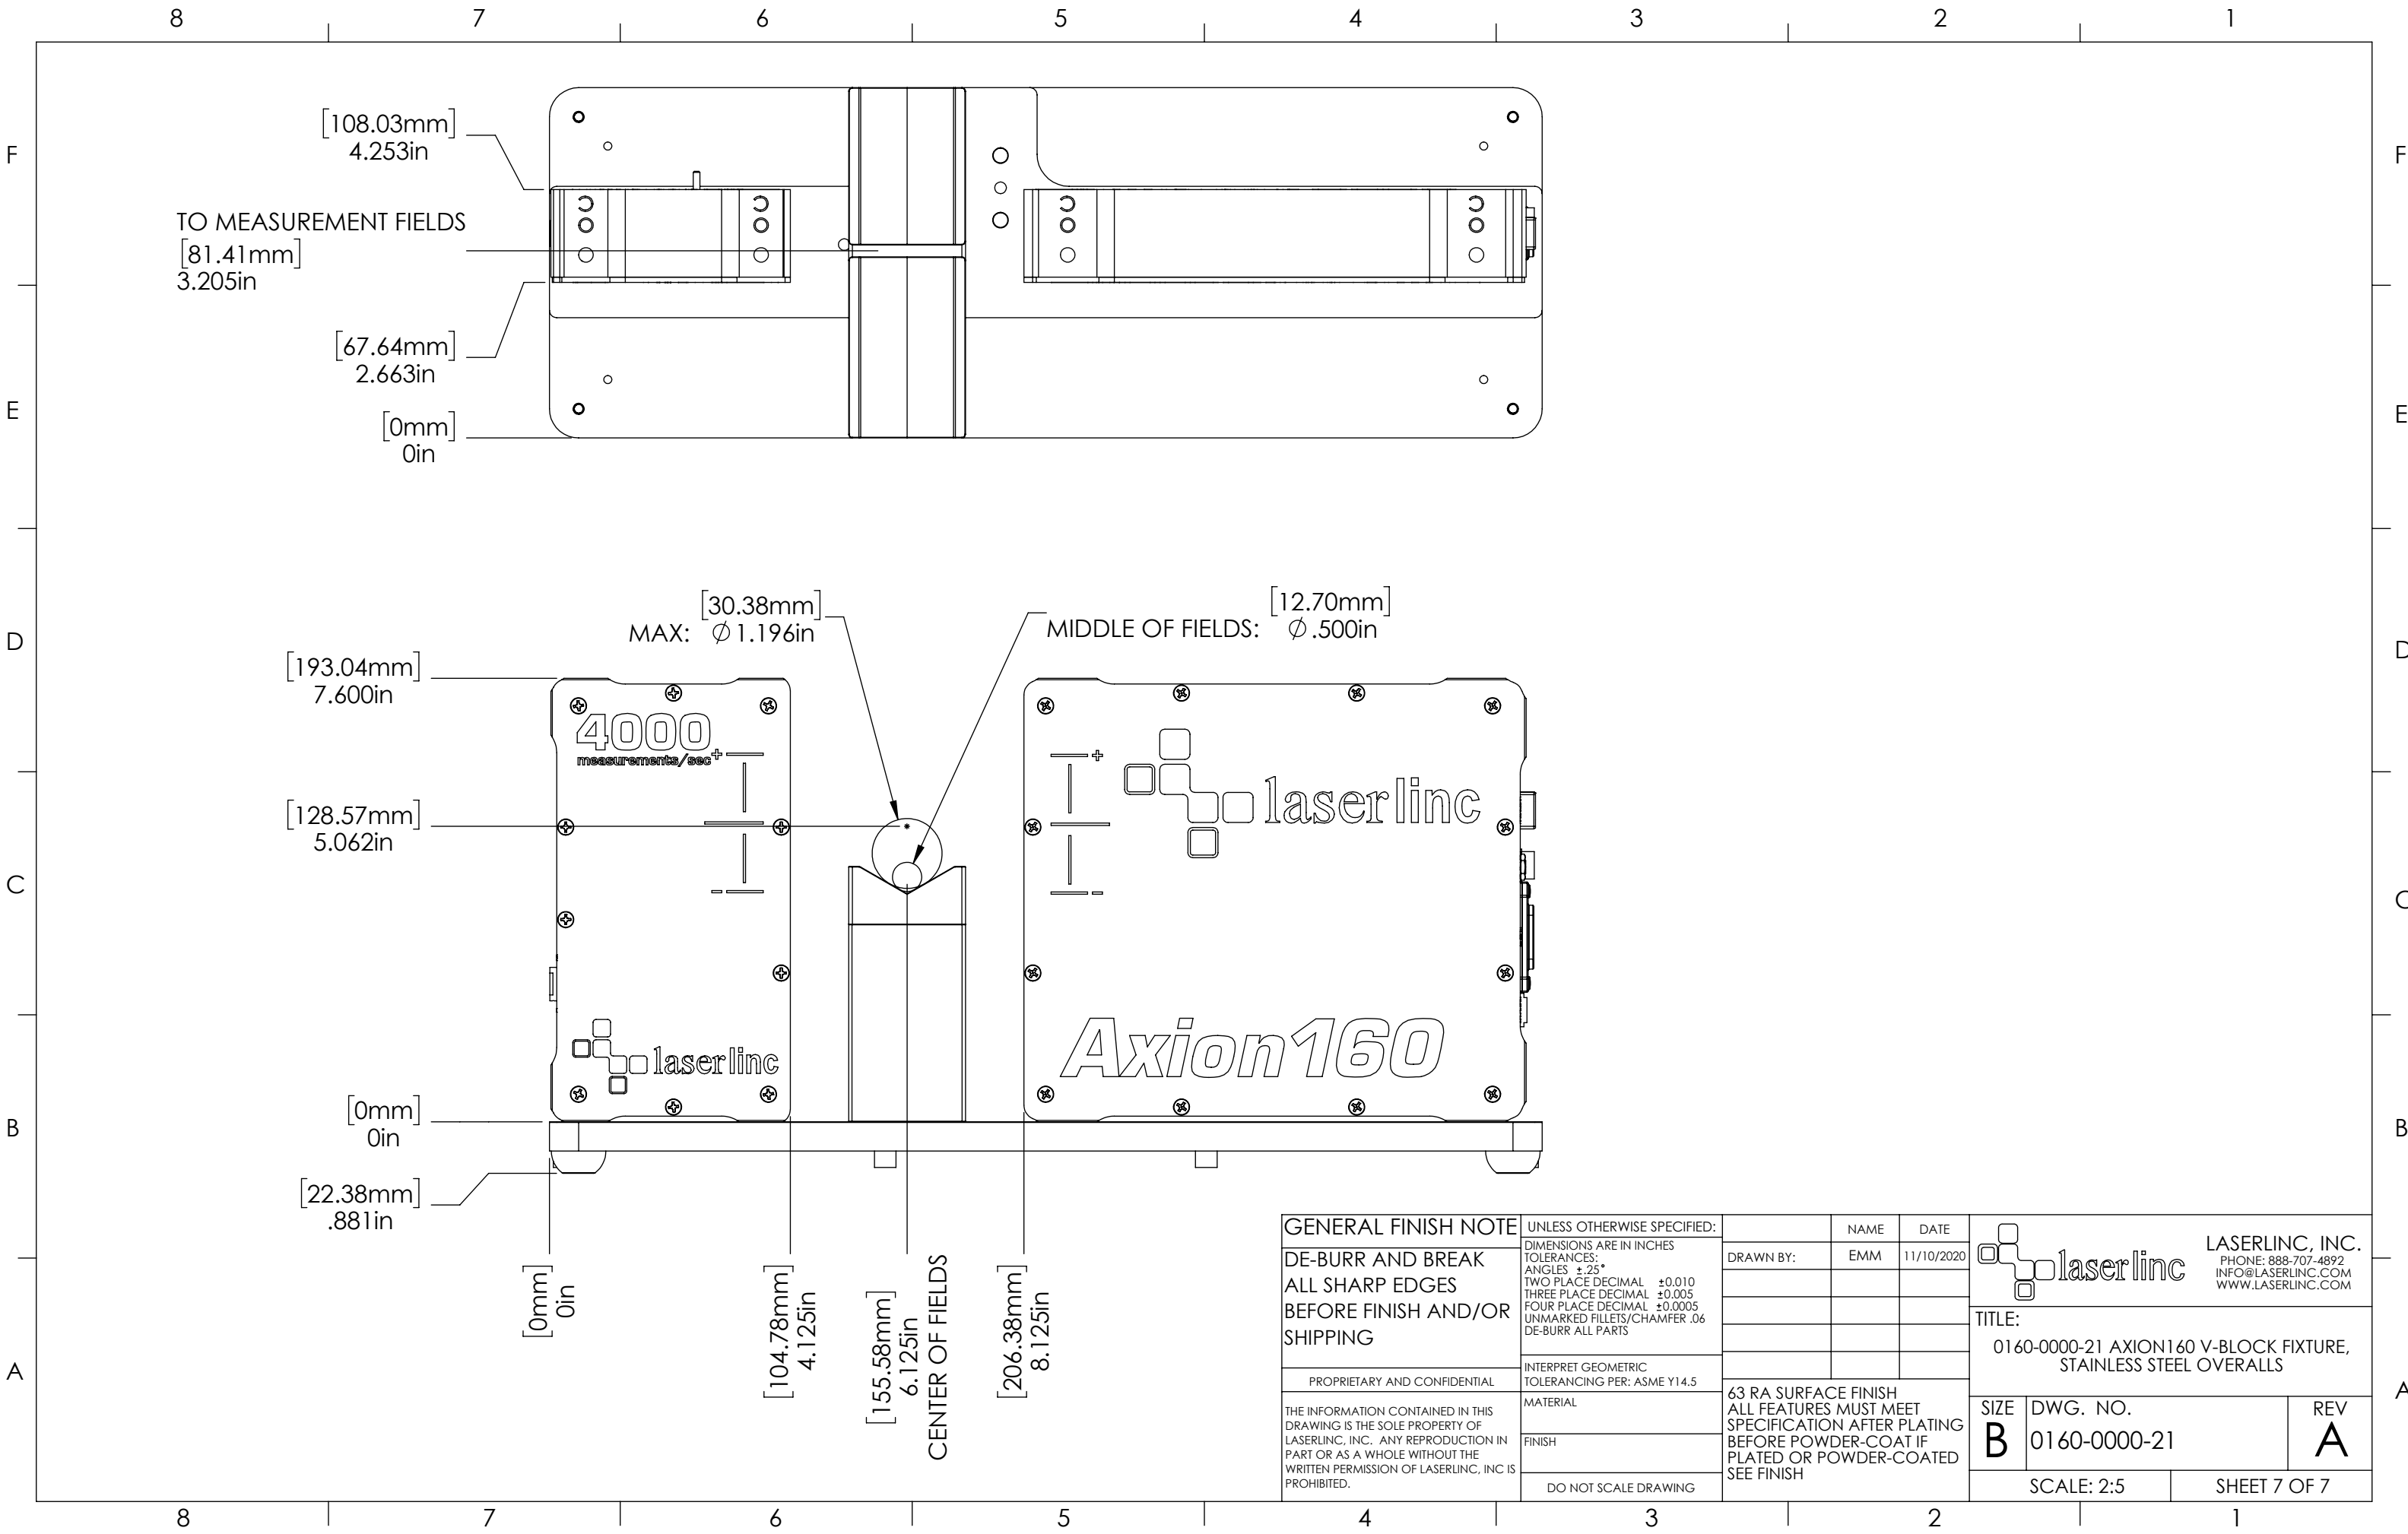 8 7 6 5 4 3 2 1
F
F
E
E
D
D
C
C
B
B
A
A
[108.03mm]
4.253in
TO MEASUREMENT FIELDS
[81.41mm]
3.205in
[67.64mm]
2.663in
[0mm]
0in
[30.38mm]
MAX: Ø 1.196in
[12.70mm]
MIDDLE OF FIELDS: Ø .500in
[193.04mm]
7.600in
[128.57mm]
5.062in
[0mm]
0in
[22.38mm]
.881in
4000
measurements/sec
+
-
laserlinc
+
-
laserlinc
Axion160
[0mm]
0in
[104.78mm]
4.125in
[155.58mm]
6.125in
CENTER OF FIELDS
[206.38mm]
8.125in
GENERAL FINISH NOTE
DE-BURR AND BREAK
ALL SHARP EDGES
BEFORE FINISH AND/OR
SHIPPING
PROPRIETARY AND CONFIDENTIAL
THE INFORMATION CONTAINED IN THIS
DRAWING IS THE SOLE PROPERTY OF
LASERLINC, INC. ANY REPRODUCTION IN
PART OR AS A WHOLE WITHOUT THE
WRITTEN PERMISSION OF LASERLINC, INC IS
PROHIBITED.
UNLESS OTHERWISE SPECIFIED:
DIMENSIONS ARE IN INCHES
TOLERANCES:
ANGLES ±.25°
TWO PLACE DECIMAL ±0.010
THREE PLACE DECIMAL ±0.005
FOUR PLACE DECIMAL ±0.0005
UNMARKED FILLETS/CHAMFER .06
DE-BURR ALL PARTS
INTERPRET GEOMETRIC
TOLERANCING PER: ASME Y14.5
MATERIAL
FINISH
DO NOT SCALE DRAWING
NAME DATE
DRAWN BY: EMM 11/10/2020
63 RA SURFACE FINISH
ALL FEATURES MUST MEET
SPECIFICATION AFTER PLATING
BEFORE POWDER-COAT IF
PLATED OR POWDER-COATED
SEE FINISH
laserlinc
LASERLINC, INC.
PHONE: 888-707-4892
INFO@LASERLINC.COM
WWW.LASERLINC.COM
TITLE:
0160-0000-21 AXION160 V-BLOCK FIXTURE,
STAINLESS STEEL OVERALLS
SIZE
B
DWG. NO.
0160-0000-21
REV
A
SCALE: 2:5
SHEET 7 OF 7
8 7 6 5 4 3 2 1